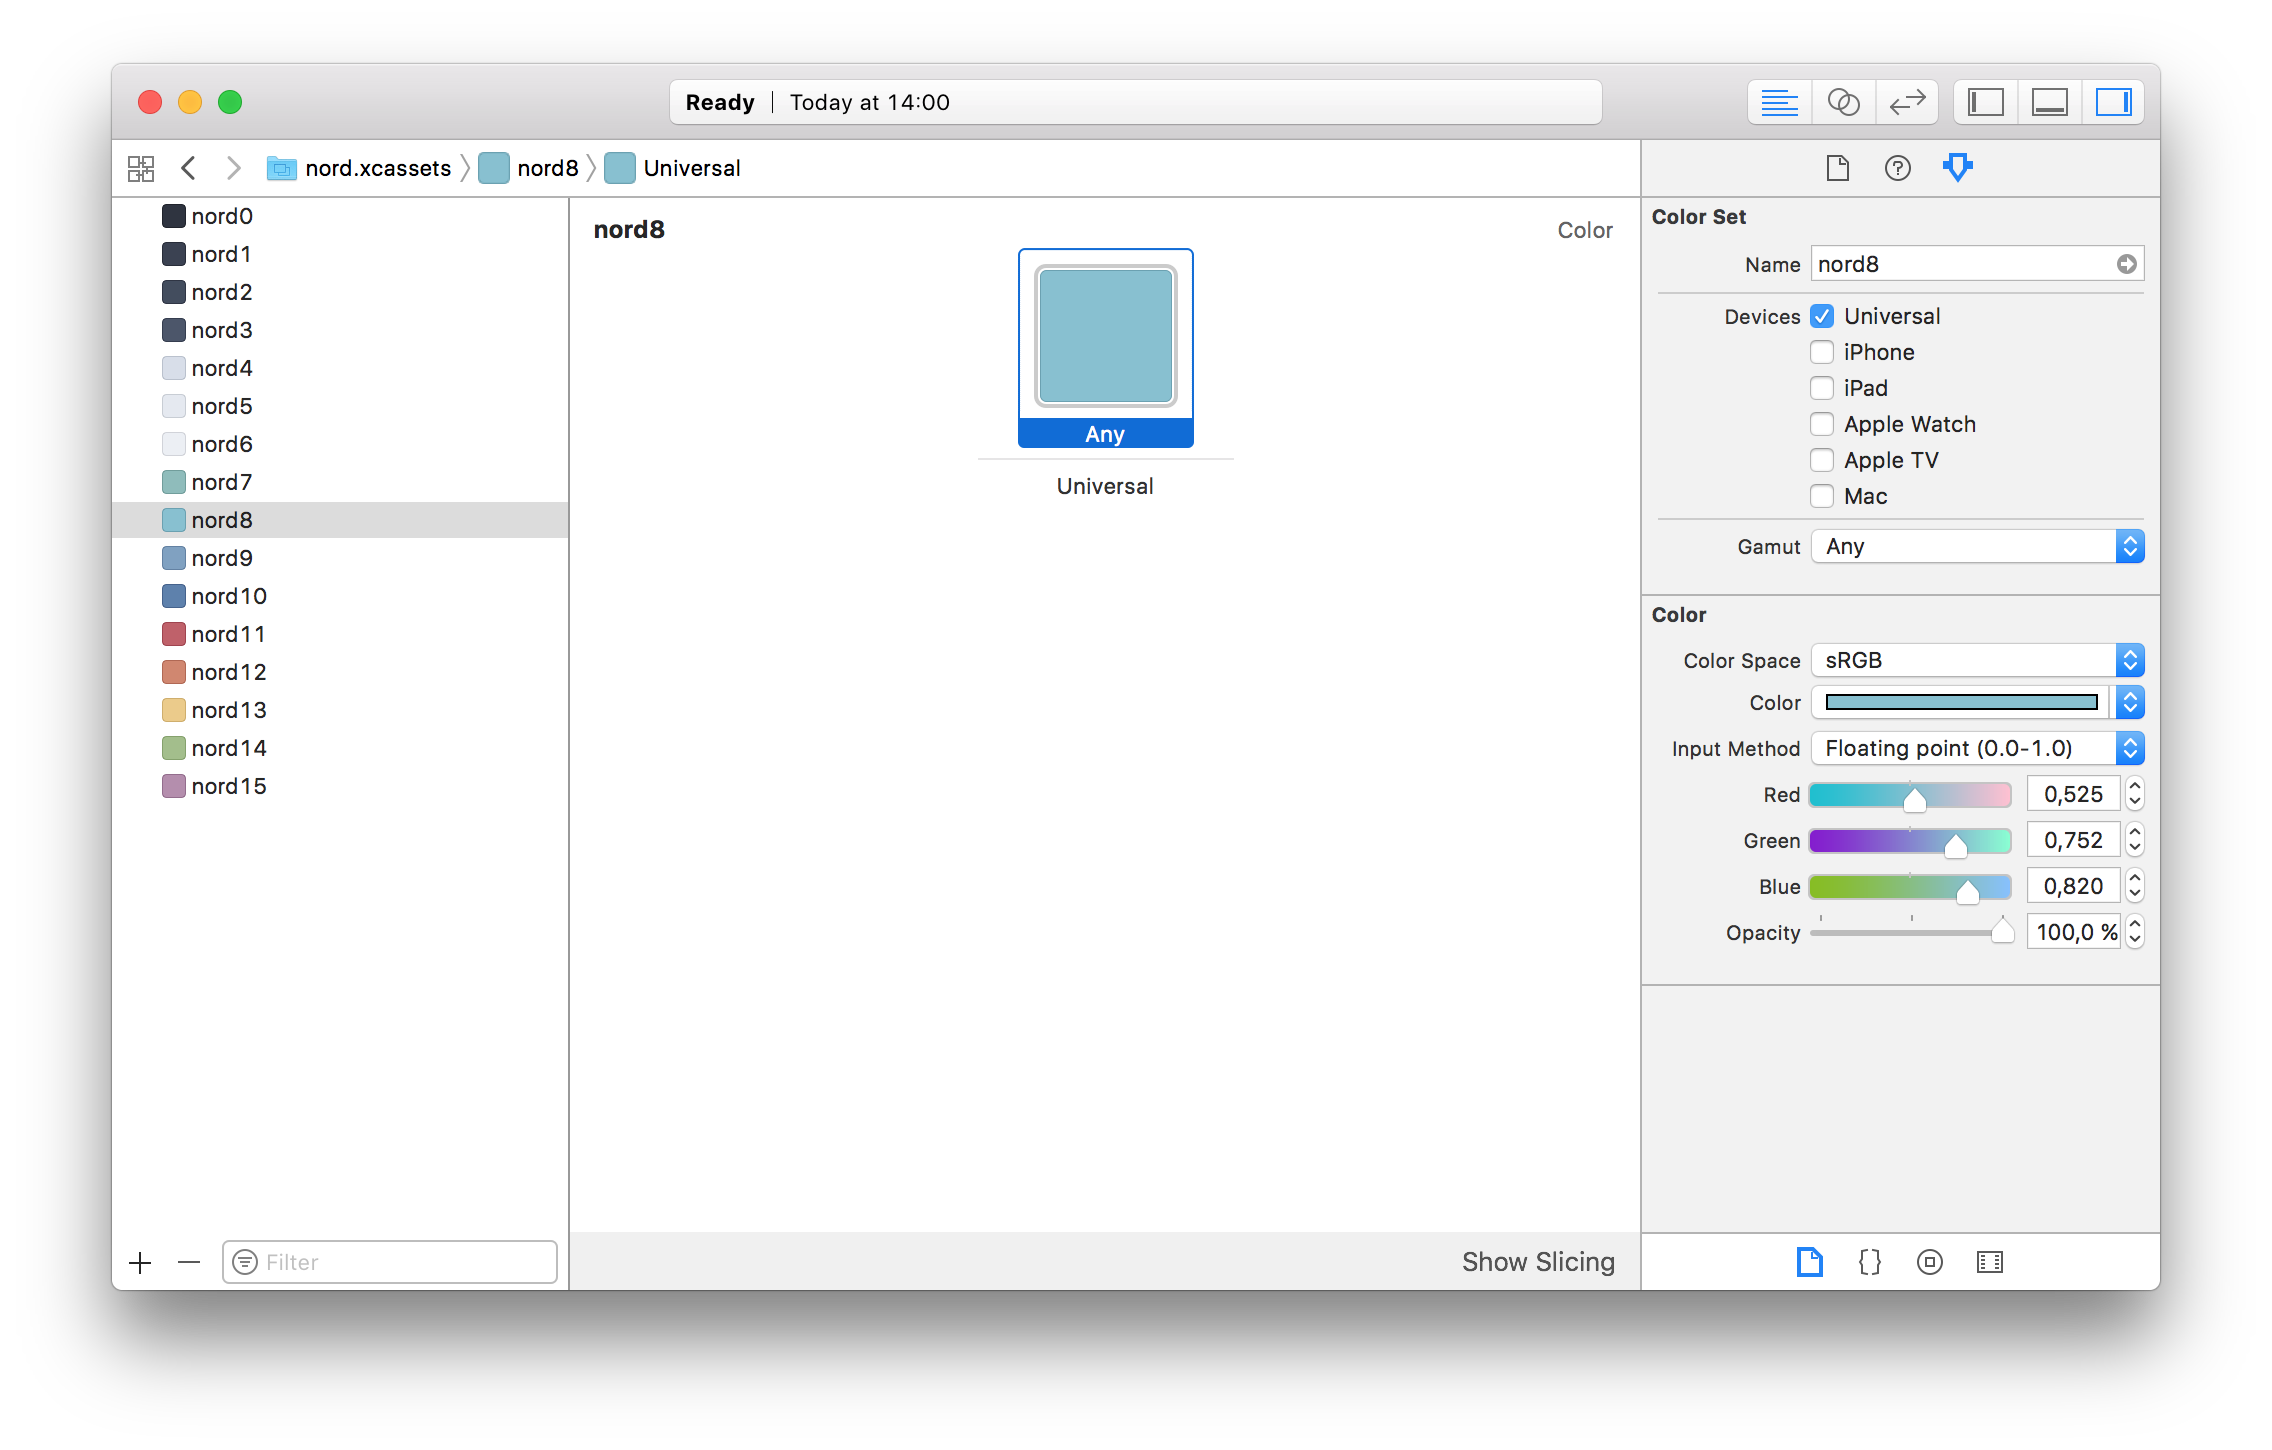 Ready Today at 14:00
nord.xcassets nord8 Universal
nord0
nord1
nord2
nord3
nord4
nord5
nord6
nord7
nord8
nord9
nord10
nord11
nord12
nord13
nord14
nord15
Filter
nord8 Color
Any
Universal
Show Slicing
Color Set
Name nord8
Devices Universal
iPhone
iPad
Apple Watch
Apple TV
Mac
Gamut Any
Color
Color Space sRGB
Color
Input Method Floating point (0.0-1.0)
Red 0,525
Green 0,752
Blue 0,820
Opacity 100,0 %